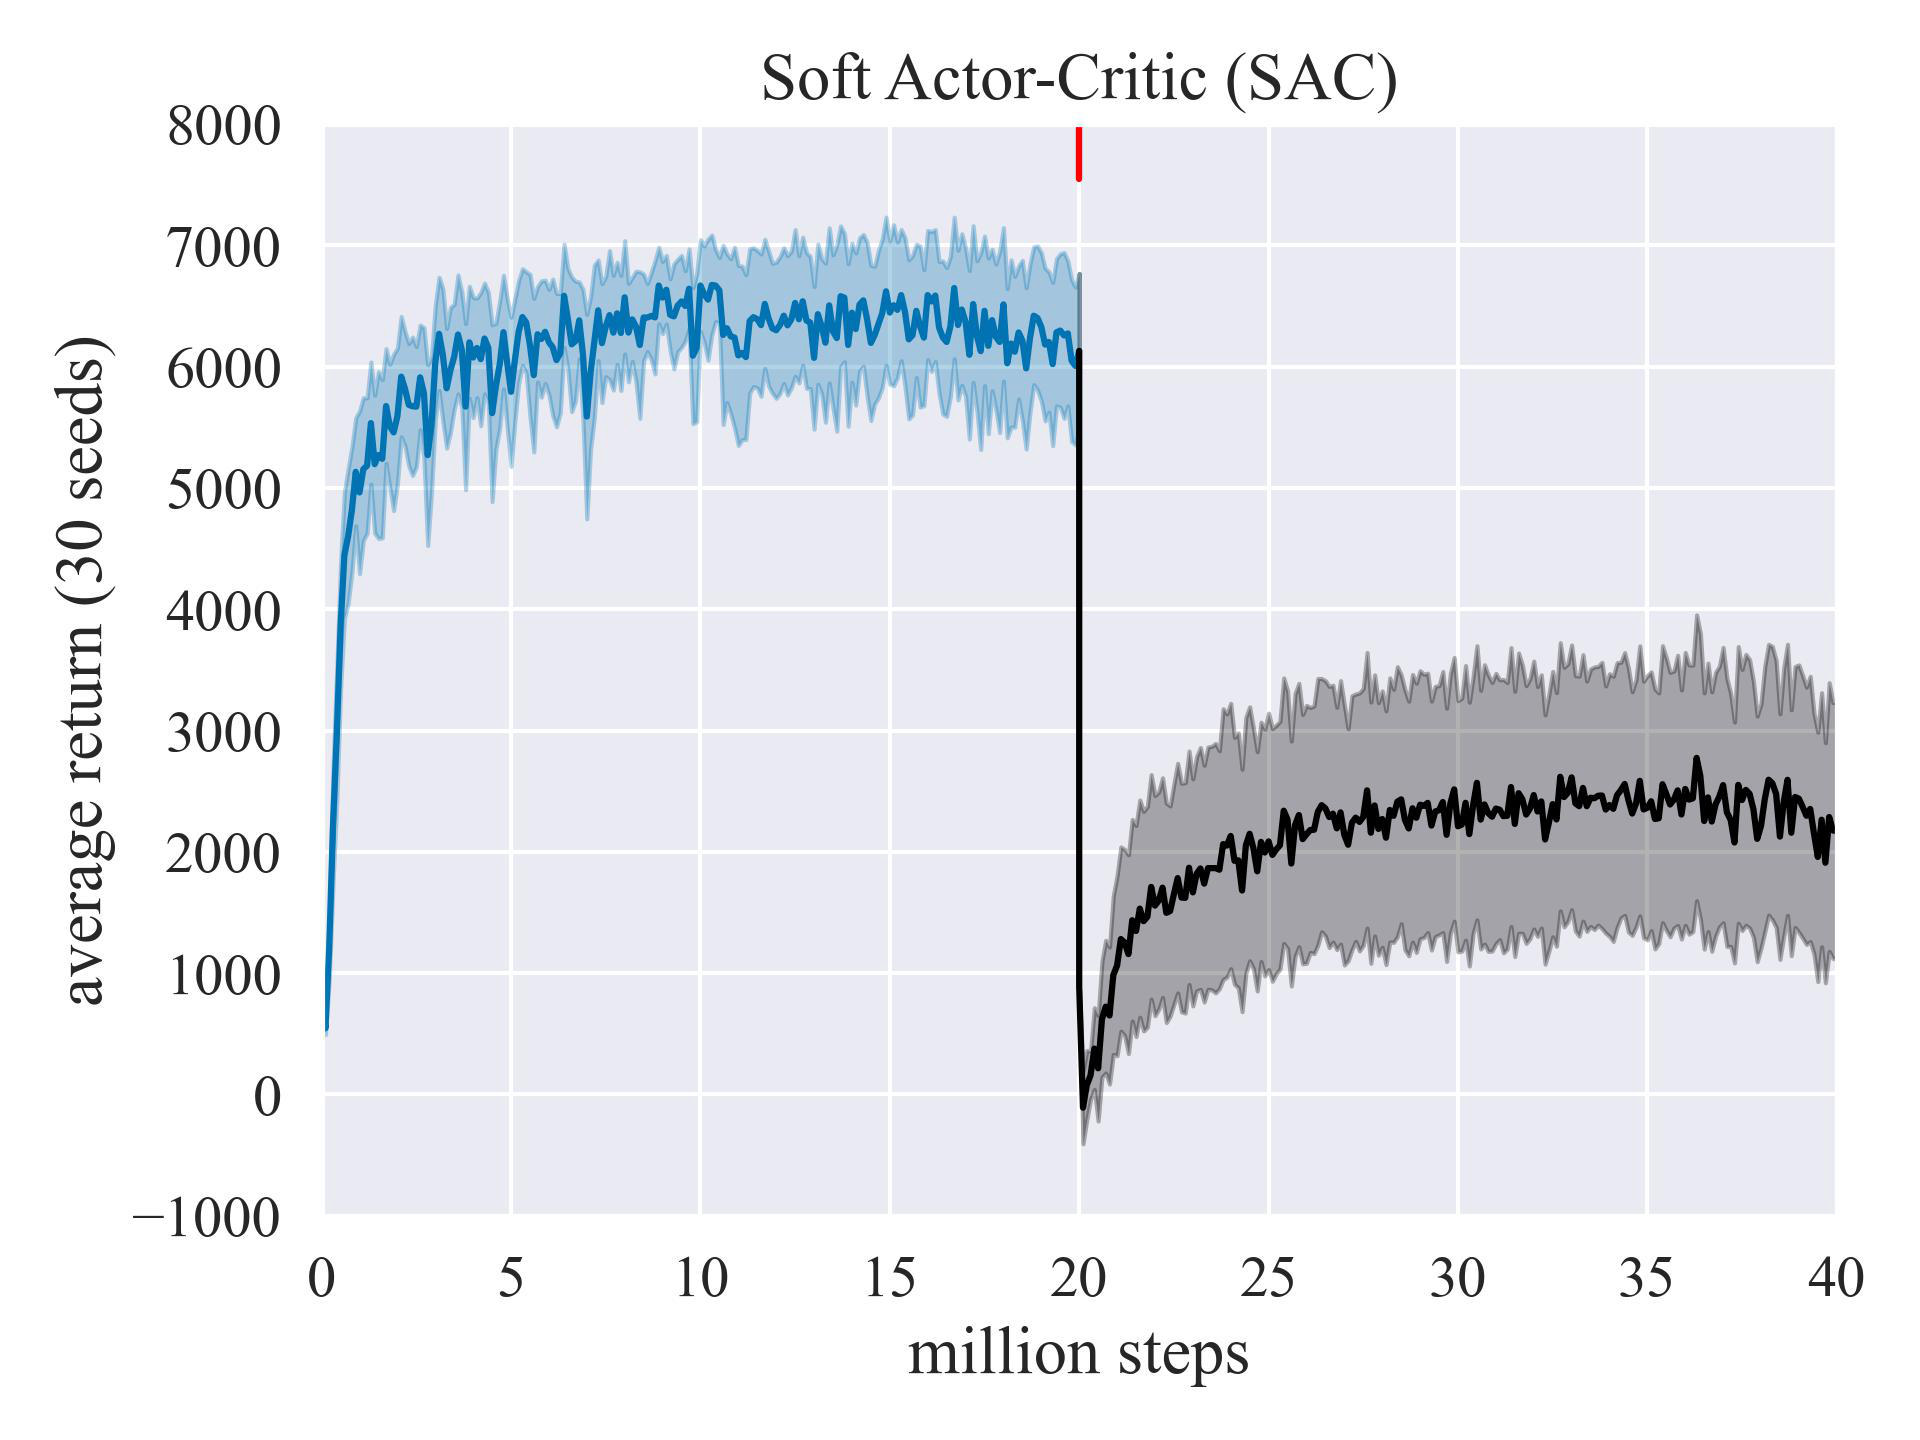 Soft Actor-Critic (SAC)
8000
7000
6000
5000
4000
3000
2000
1000
0
−1000
average return (30 seeds)
0 5 10 15 20 25 30 35 40
million steps